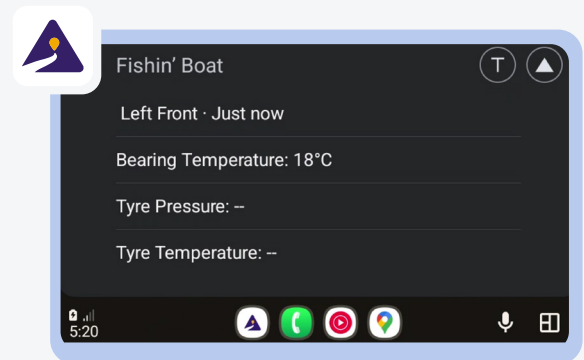 Fishin’ Boat
T
Left Front · Just now
Bearing Temperature: 18°C
Tyre Pressure: --
Tyre Temperature: --
5:20